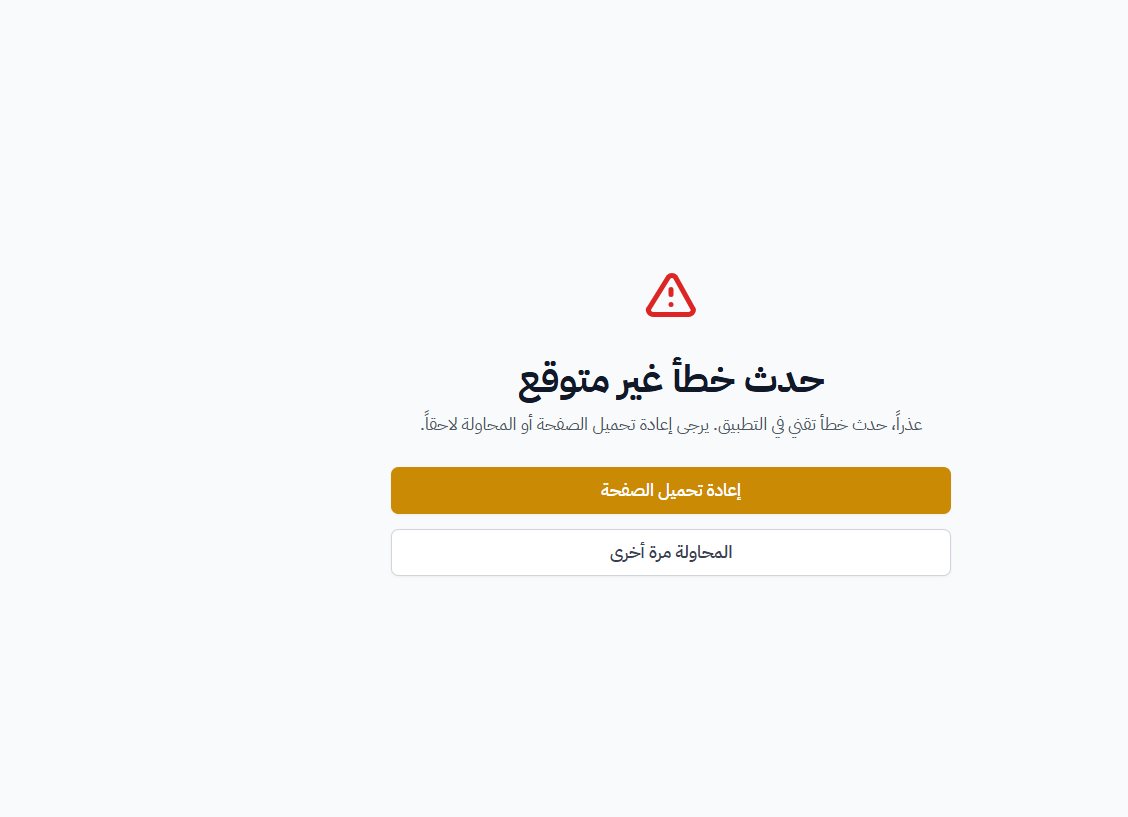 حدث خطأ غير متوقع
عذراً، حدث خطأ تقني في التطبيق. يرجى إعادة تحميل الصفحة أو المحاولة لاحقاً.
إعادة تحميل الصفحة
المحاولة مرة أخرى